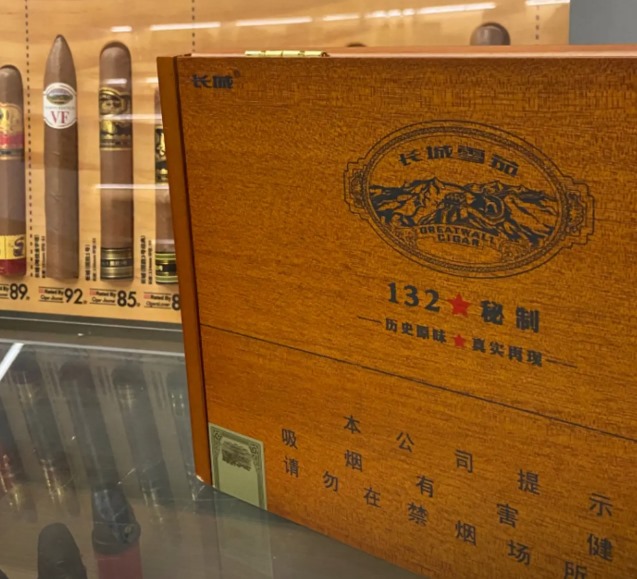 长城®
长城雪茄
GREATWALL
CIGAR
132★秘制
历史原味★真实再现
本公司提示
吸烟有害健
请勿在禁烟场所
VF
89.
92.
85.
8